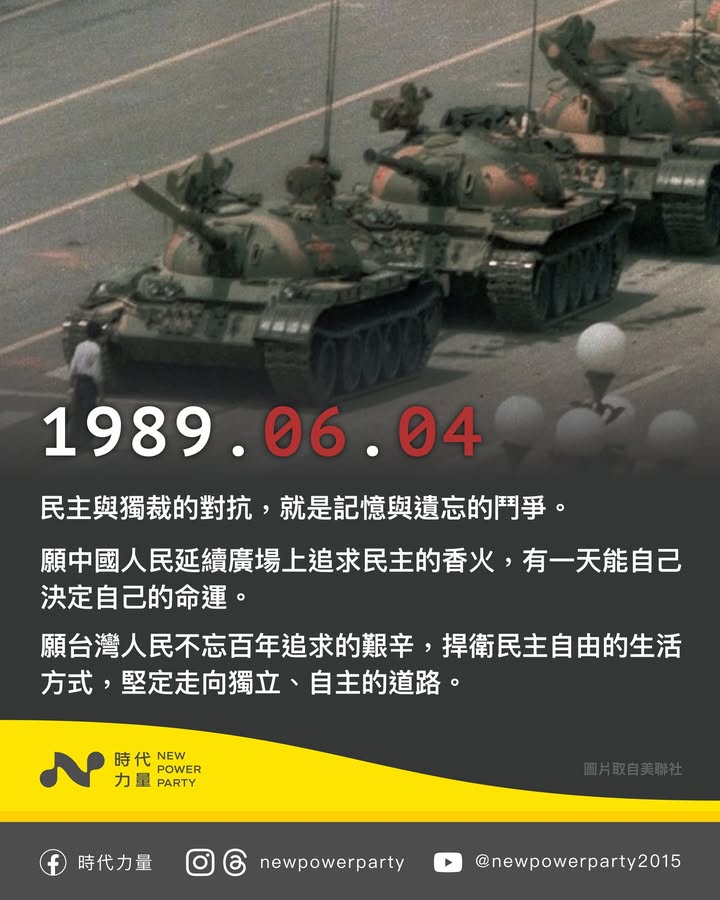 1989.06.04
民主與獨裁的對抗，就是記憶與遺忘的鬥爭。
願中國人民延續廣場上追求民主的香火，有一天能自己
決定自己的命運。
願台灣人民不忘百年追求的艱辛，捍衛民主自由的生活
方式，堅定走向獨立、自主的道路。
時代
力量
NEW
POWER
PARTY
圖片取自美聯社
時代力量
newpowerparty
@newpowerparty2015